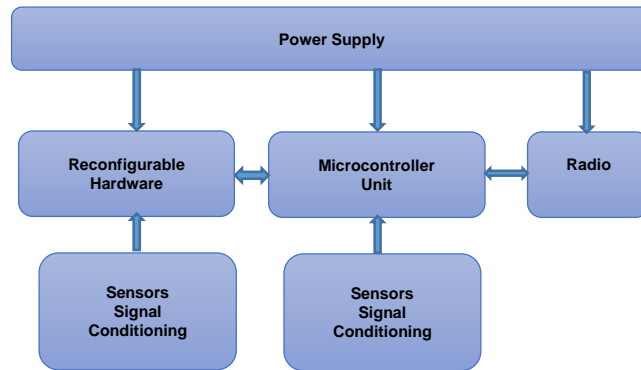 Power Supply
Reconfigurable
Hardware
Microcontroller
Unit
Radio
Sensors
Signal
Conditioning
Sensors
Signal
Conditioning